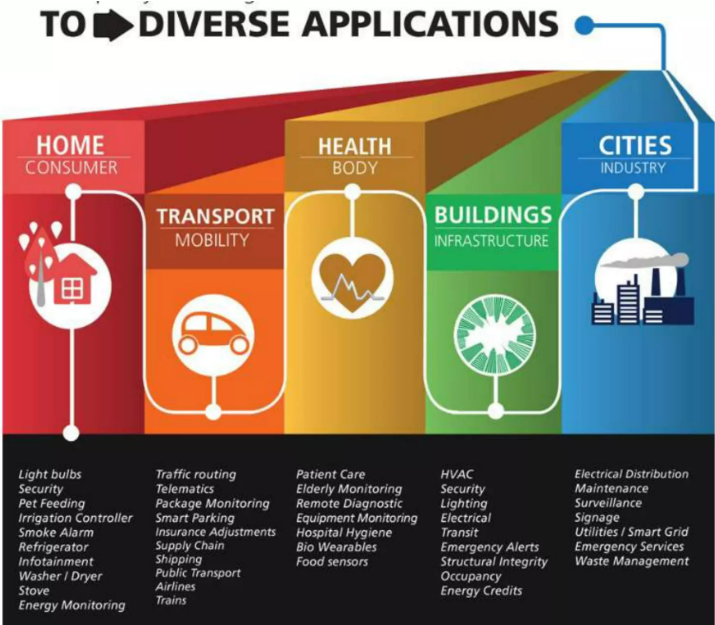 TO DIVERSE APPLICATIONS
HOME
CONSUMER
TRANSPORT
MOBILITY
HEALTH
BODY
BUILDINGS
INFRASTRUCTURE
CITIES
INDUSTRY
Light bulbs
Security
Pet Feeding
Irrigation Controller
Smoke Alarm
Refrigerator
Infotainment
Washer / Dryer
Stove
Energy Monitoring
Traffic routing
Telematics
Package Monitoring
Smart Parking
Insurance Adjustments
Supply Chain
Shipping
Public Transport
Airlines
Trains
Patient Care
Elderly Monitoring
Remote Diagnostic
Equipment Monitoring
Hospital Hygiene
Bio Wearables
Food sensors
HVAC
Security
Lighting
Electrical
Transit
Emergency Alerts
Structural Integrity
Occupancy
Energy Credits
Electrical Distribution
Maintenance
Surveillance
Signage
Utilities / Smart Grid
Emergency Services
Waste Management